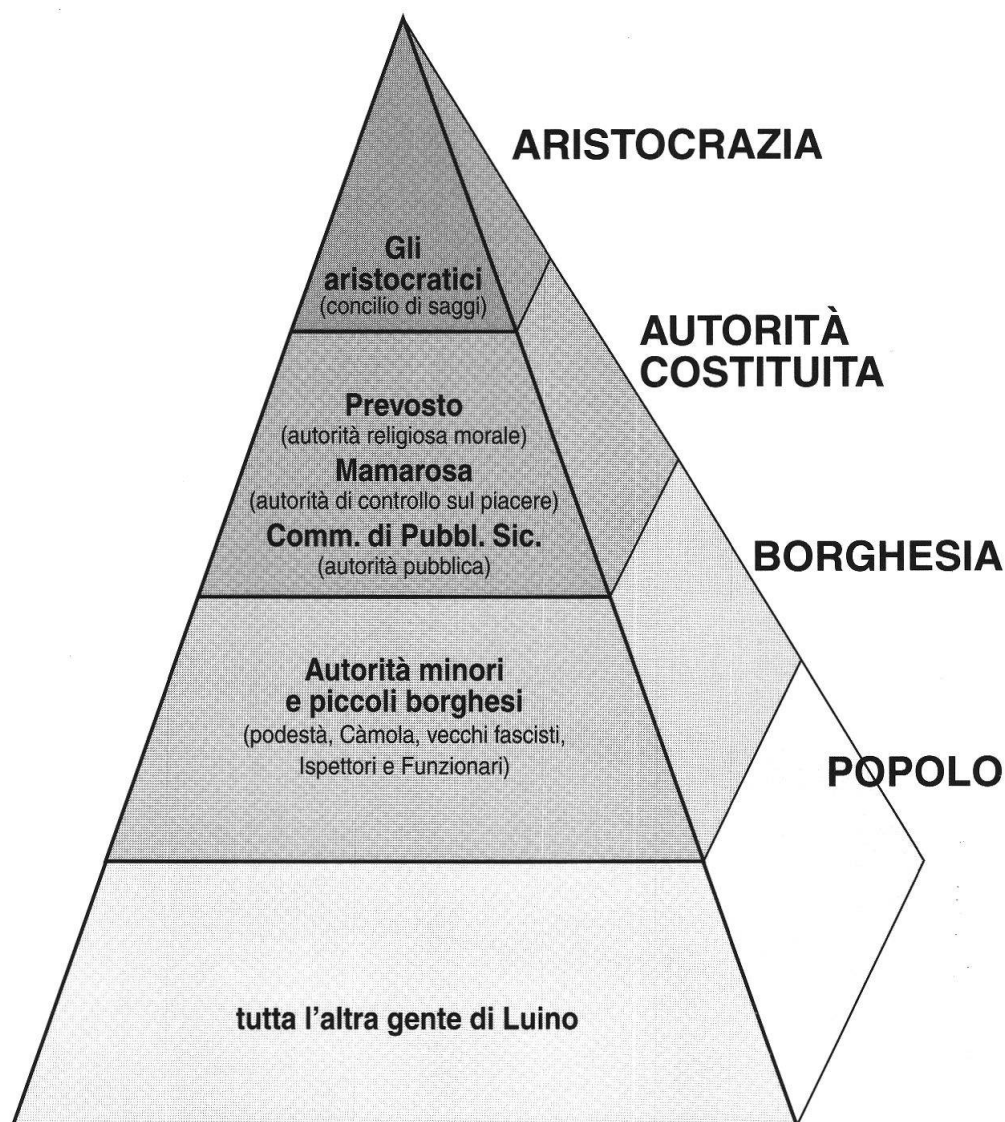 ARISTOCRAZIA
Gli
aristocratici
(concilio di saggi)
AUTORITÀ
COSTITUITA
Prevosto
(autorità religiosa morale)
Mamarosa
(autorità di controllo sul piacere)
Comm. di Pubbl. Sic.
(autorità pubblica)
BORGHESIA
Autorità minori
e piccoli borghesi
(podestà, Càmola, vecchi fascisti,
Ispettori e Funzionari)
POPOLO
tutta l'altra gente di Luino